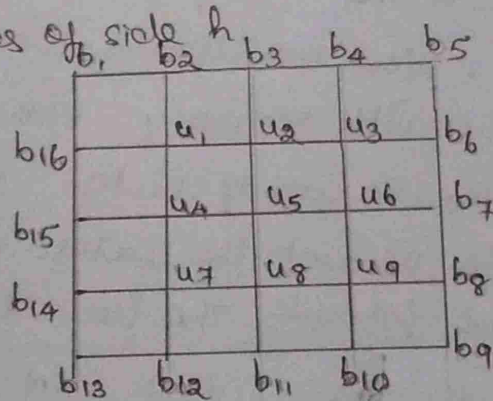 es of side h
b1 b2 b3 b4 b5
u1 u2 u3 b6
b16
u4 u5 u6 b7
b15
u7 u8 u9 b8
b14
b9
b13 b12 b11 b10